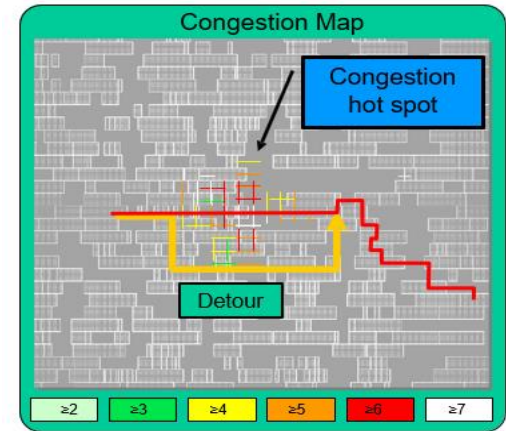 Congestion Map
Congestion
hot spot
Detour
≥2 ≥3 ≥4 ≥5 ≥6 ≥7